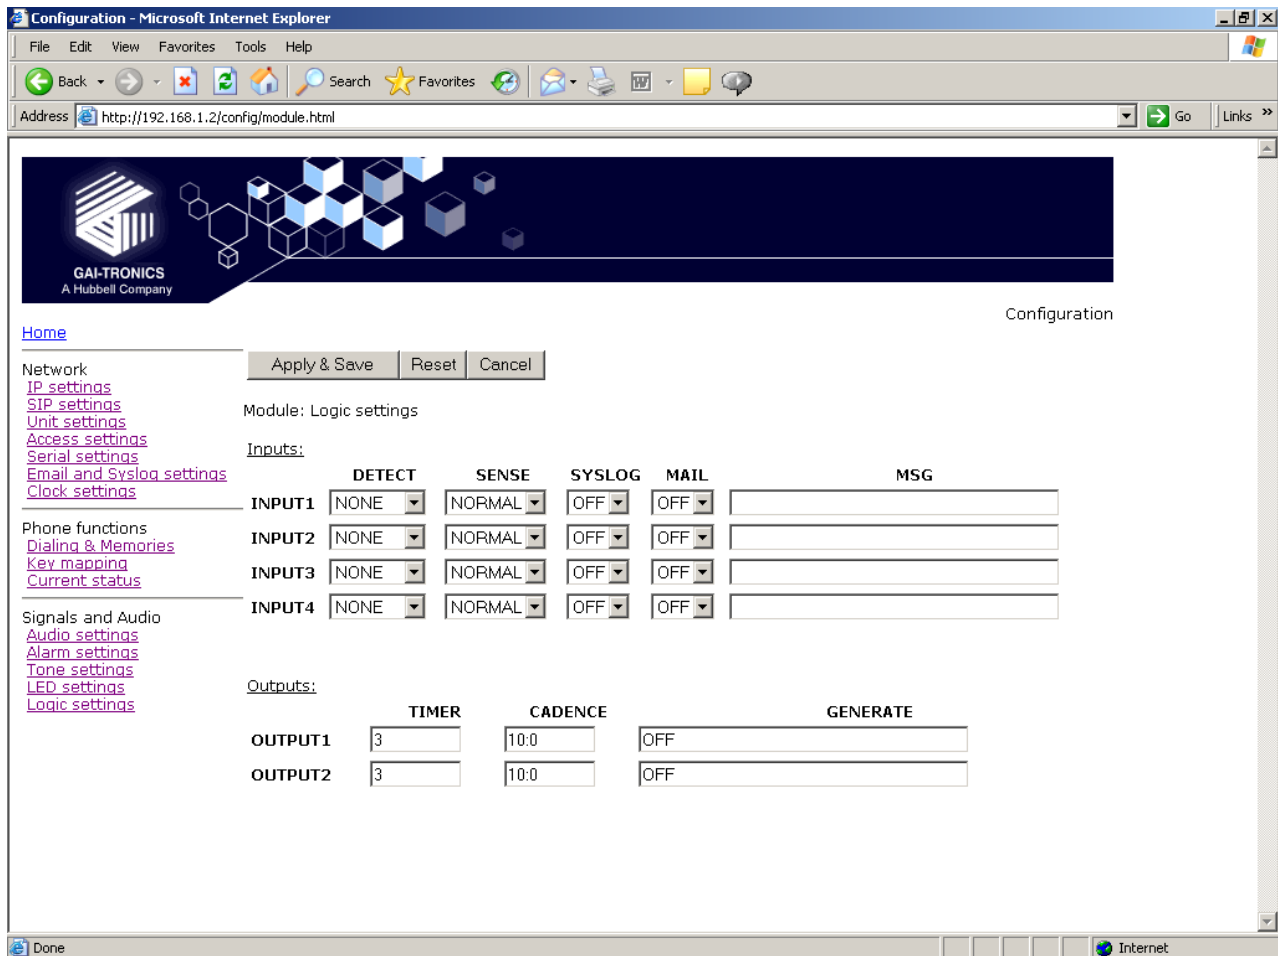 Configuration - Microsoft Internet Explorer
File Edit View Favorites Tools Help
Back Search Favorites
Address http://192.168.1.2/config/module.html Go Links »
GAI-TRONICS
A Hubbell Company
Configuration
Home
Network
IP settings
SIP settings
Unit settings
Access settings
Serial settings
Email and Syslog settings
Clock settings
Phone functions
Dialing & Memories
Key mapping
Current status
Signals and Audio
Audio settings
Alarm settings
Tone settings
LED settings
Logic settings
Apply & Save Reset Cancel
Module: Logic settings
Inputs:
DETECT SENSE SYSLOG MAIL MSG
INPUT1 NONE NORMAL OFF OFF
INPUT2 NONE NORMAL OFF OFF
INPUT3 NONE NORMAL OFF OFF
INPUT4 NONE NORMAL OFF OFF
Outputs:
TIMER CADENCE GENERATE
OUTPUT1 3 10:0 OFF
OUTPUT2 3 10:0 OFF
Done Internet